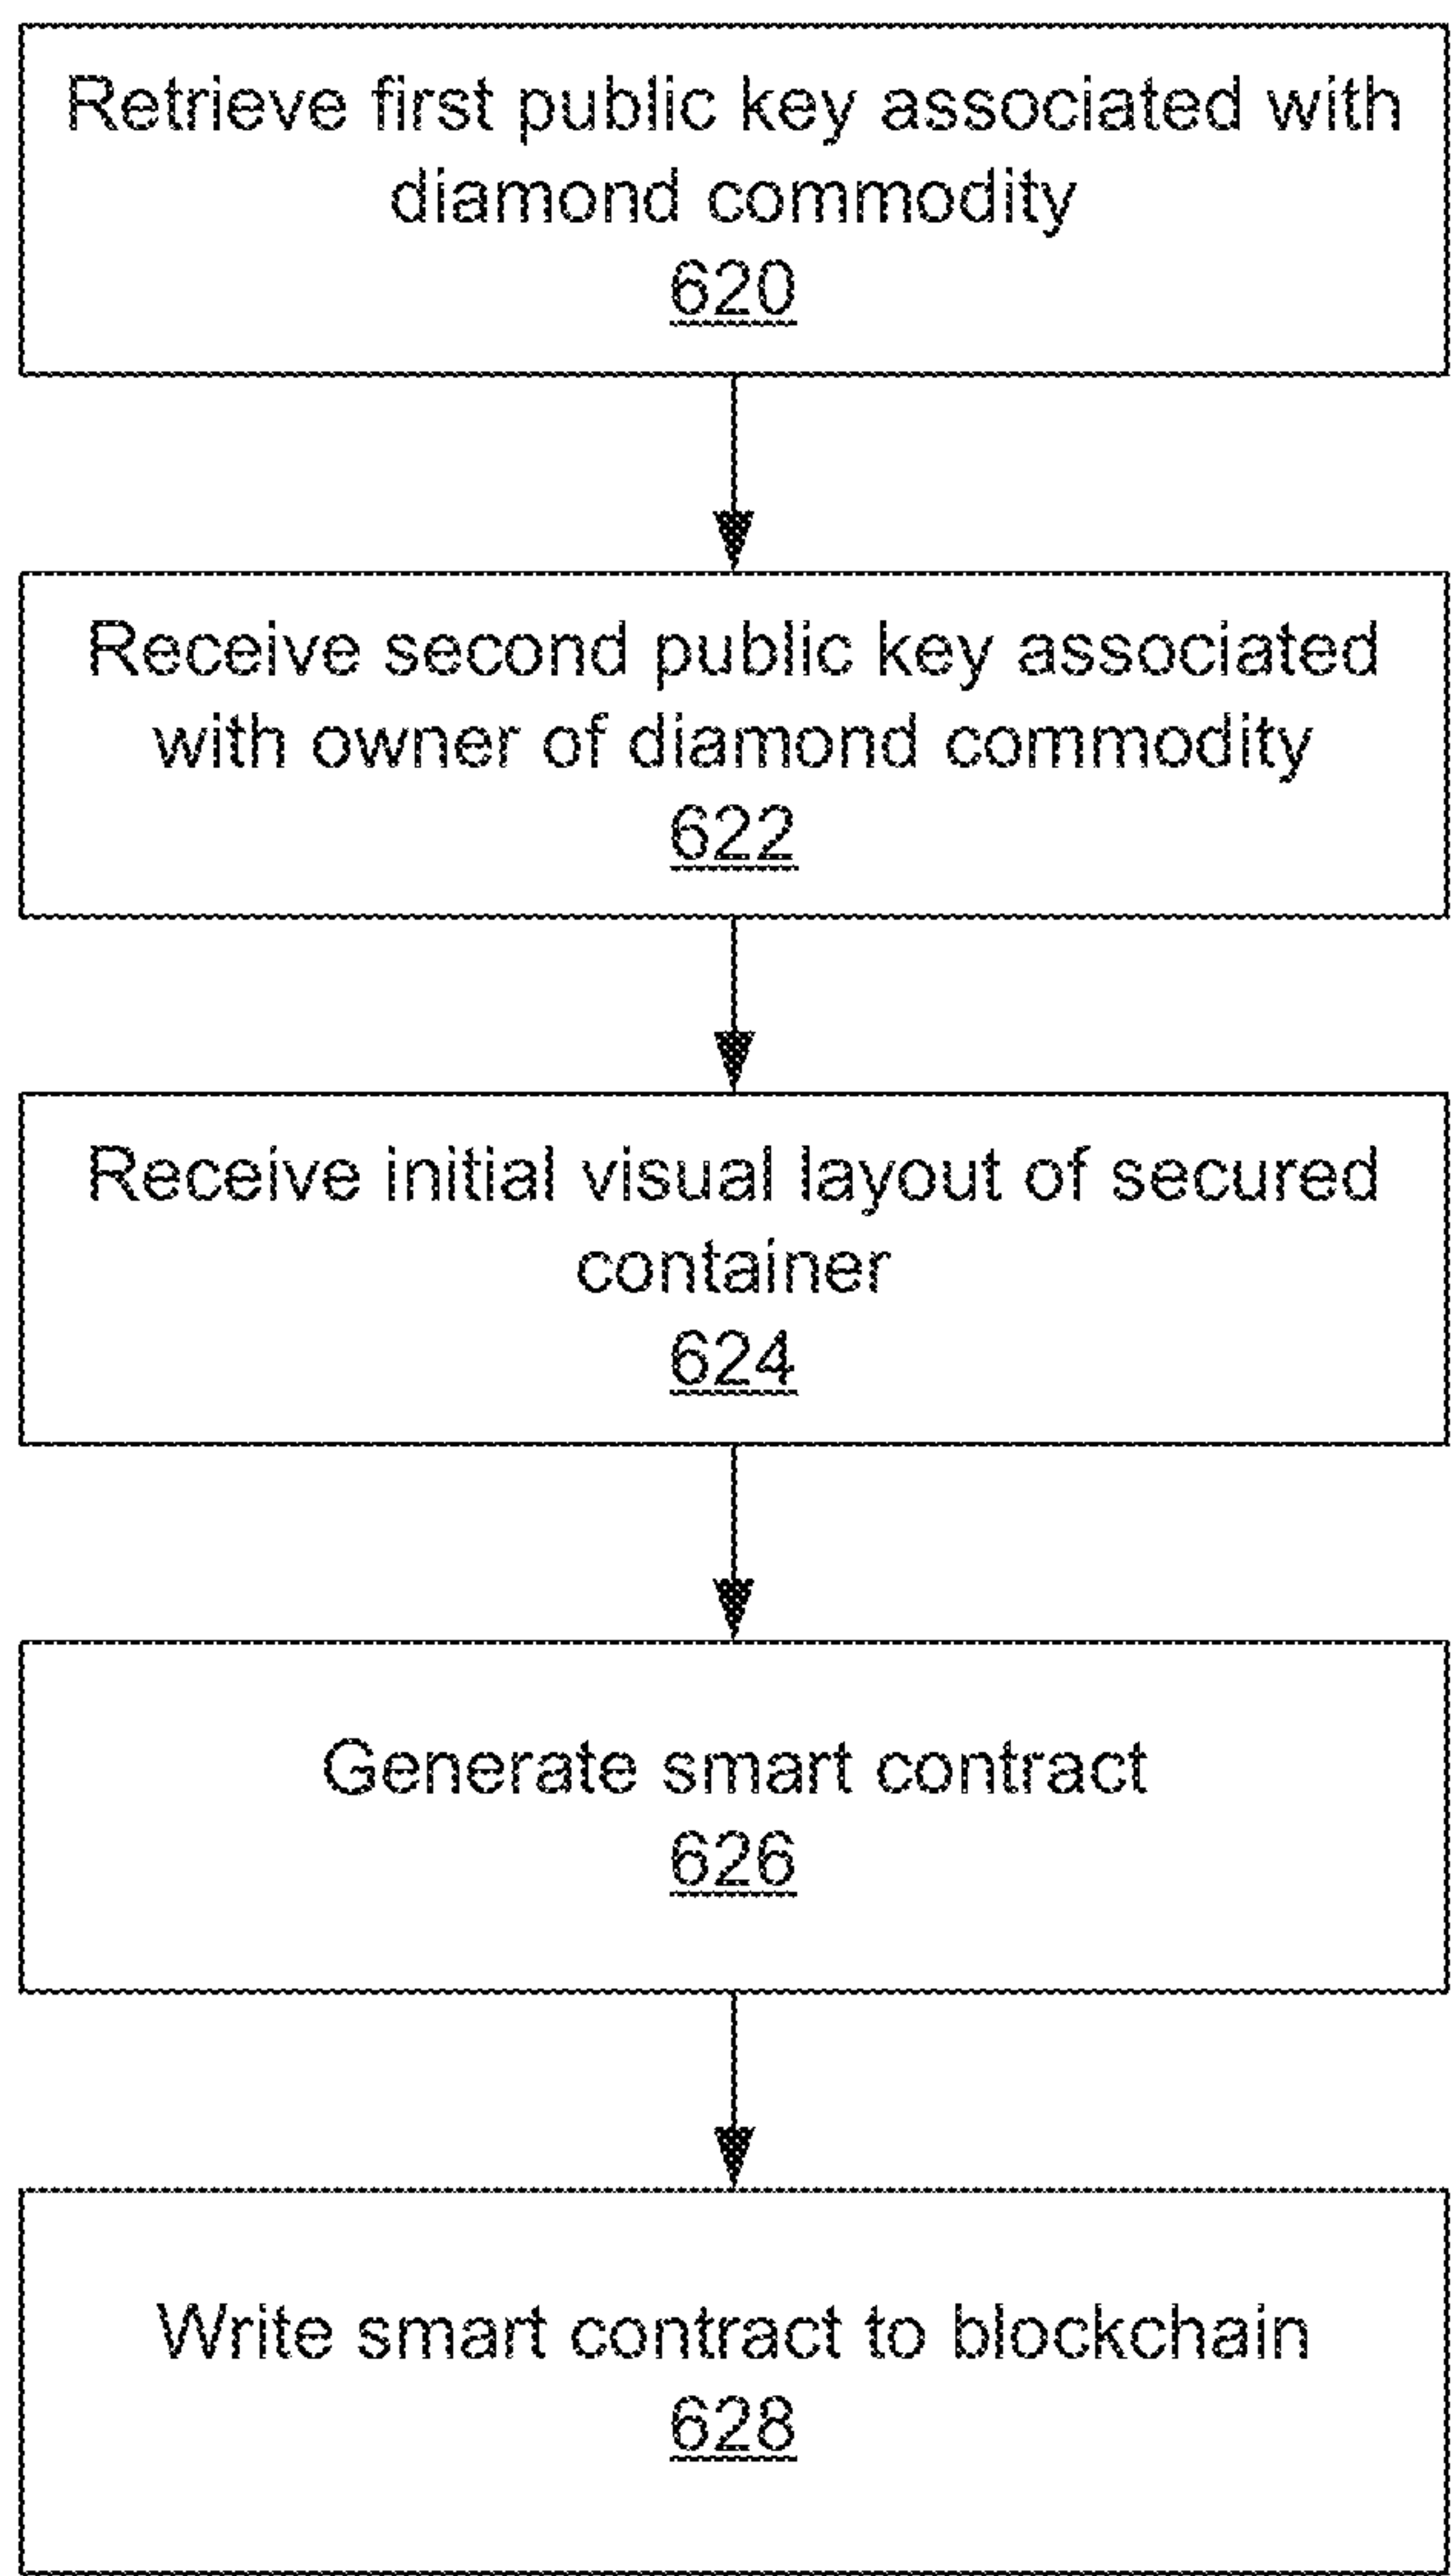 Retrieve first public key associated with
diamond commodity
620
Receive second public key associated
with owner of diamond commodity
622
Receive initial visual layout of secured
container
624
Generate smart contract
626
Write smart contract to blockchain
628